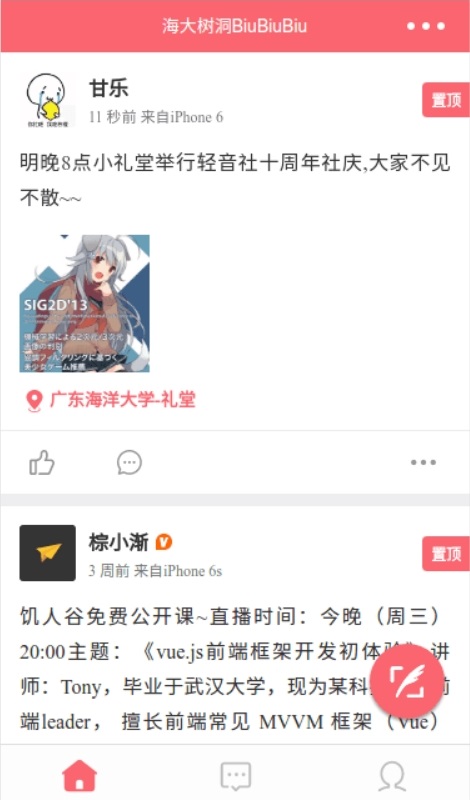 海大树洞BiuBiuBiu
甘乐
置顶
11 秒前 来自iPhone 6
明晚8点小礼堂举行轻音社十周年社庆,大家不见
不散~~
SIG2D'13
広东海洋大学-礼堂
棕小渐
置顶
3 周前 来自iPhone 6s
饥人谷免费公开课~直播时间：今晚（周三）
20:00主题：《vue.js前端框架开发初体验》 讲
师：Tony，毕业于武汉大学，现为某科 前
端leader， 擅长前端常见 MVVM 框架（Vue）